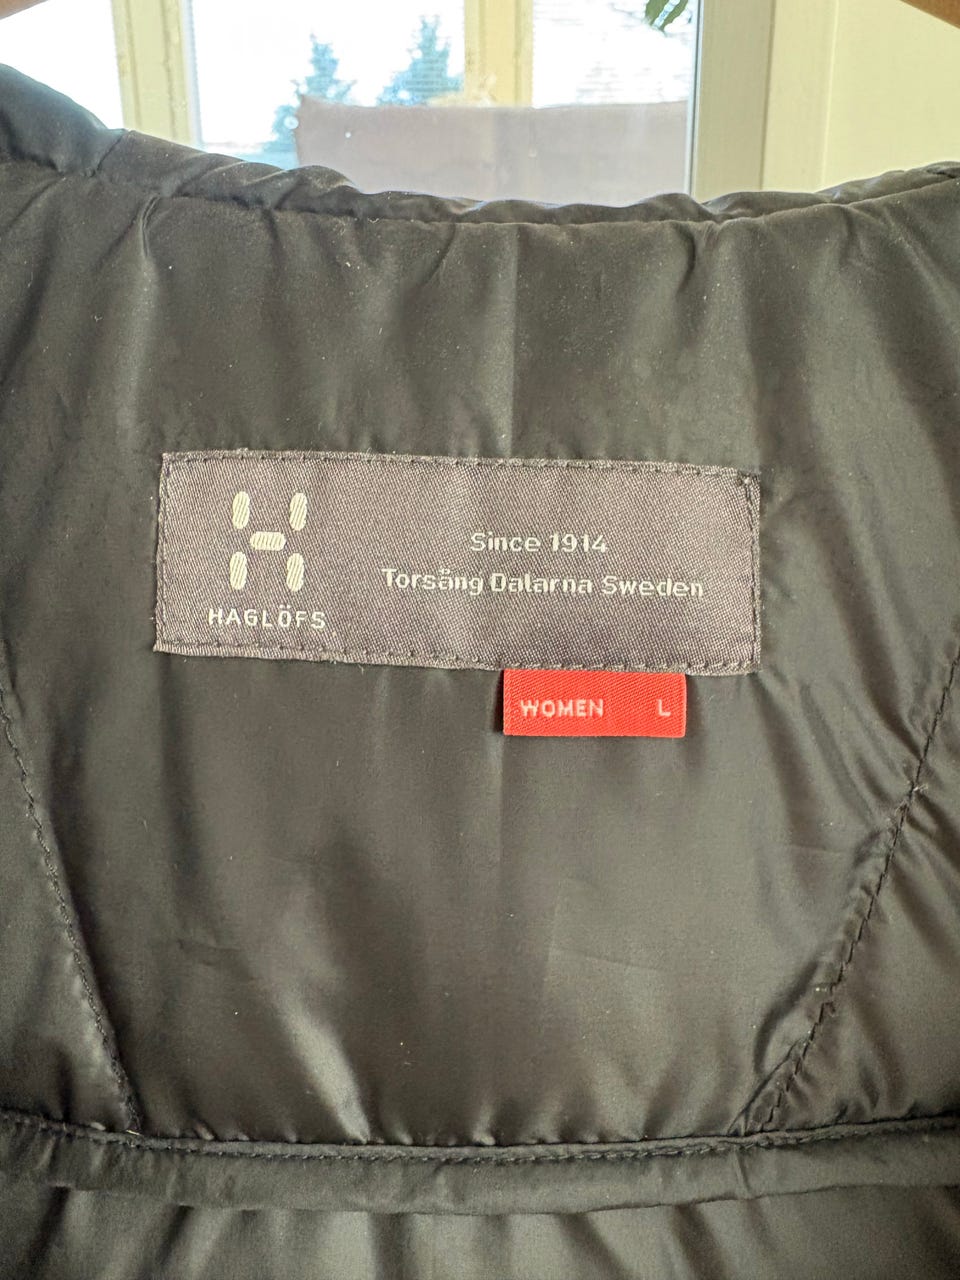 HAGLÖFS
Since 1914
Torsång Dalarna Sweden
WOMEN L